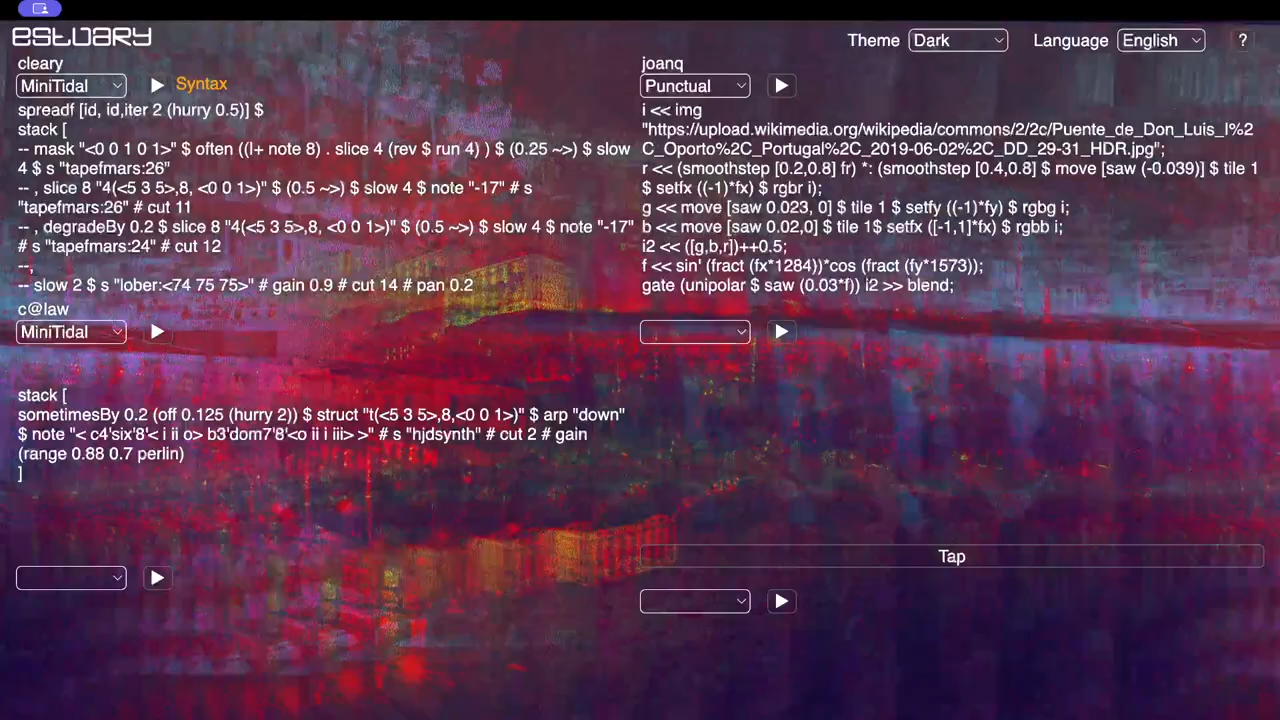 estuary
Theme Dark Language English ?
cleary
MiniTidal Syntax
spreadf [id, id,iter 2 (hurry 0.5)] $
stack [
-- mask "<0 0 1 0 1>" $ often ((|+ note 8) . slice 4 (rev $ run 4) ) $ (0.25 ~>) $ slow
4 $ s "tapefmars:26"
-- , slice 8 "4(<5 3 5>,8, <0 0 1>)" $ (0.5 ~>) $ slow 4 $ note "-17" # s
"tapefmars:26" # cut 11
-- , degradeBy 0.2 $ slice 8 "4(<5 3 5>,8, <0 0 1>)" $ (0.5 ~>) $ slow 4 $ note "-17"
# s "tapefmars:24" # cut 12
--,
-- slow 2 $ s "lober:<74 75 75>" # gain 0.9 # cut 14 # pan 0.2
c@law
MiniTidal
stack [
sometimesBy 0.2 (off 0.125 (hurry 2)) $ struct "t(<5 3 5>,8,<0 0 1>)" $ arp "down"
$ note "< c4'six'8'< i ii o> b3'dom7'8'<o ii i iii> >" # s "hjdsynth" # cut 2 # gain
(range 0.88 0.7 perlin)
]
joanq
Punctual
i << img
"https://upload.wikimedia.org/wikipedia/commons/2/2c/Puente_de_Don_Luis_I%2
C_Oporto%2C_Portugal%2C_2019-06-02%2C_DD_29-31_HDR.jpg";
r << (smoothstep [0.2,0.8] fr) *: (smoothstep [0.4,0.8] $ move [saw (-0.039)] $ tile 1
$ setfx ((-1)*fx) $ rgbr i);
g << move [saw 0.023, 0] $ tile 1 $ setfy ((-1)*fy) $ rgbg i;
b << move [saw 0.02,0] $ tile 1$ setfx ([-1,1]*fx) $ rgbb i;
i2 << ([g,b,r])++0.5;
f << sin' (fract (fx*1284))*cos (fract (fy*1573));
gate (unipolar $ saw (0.03*f)) i2 >> blend;
Tap